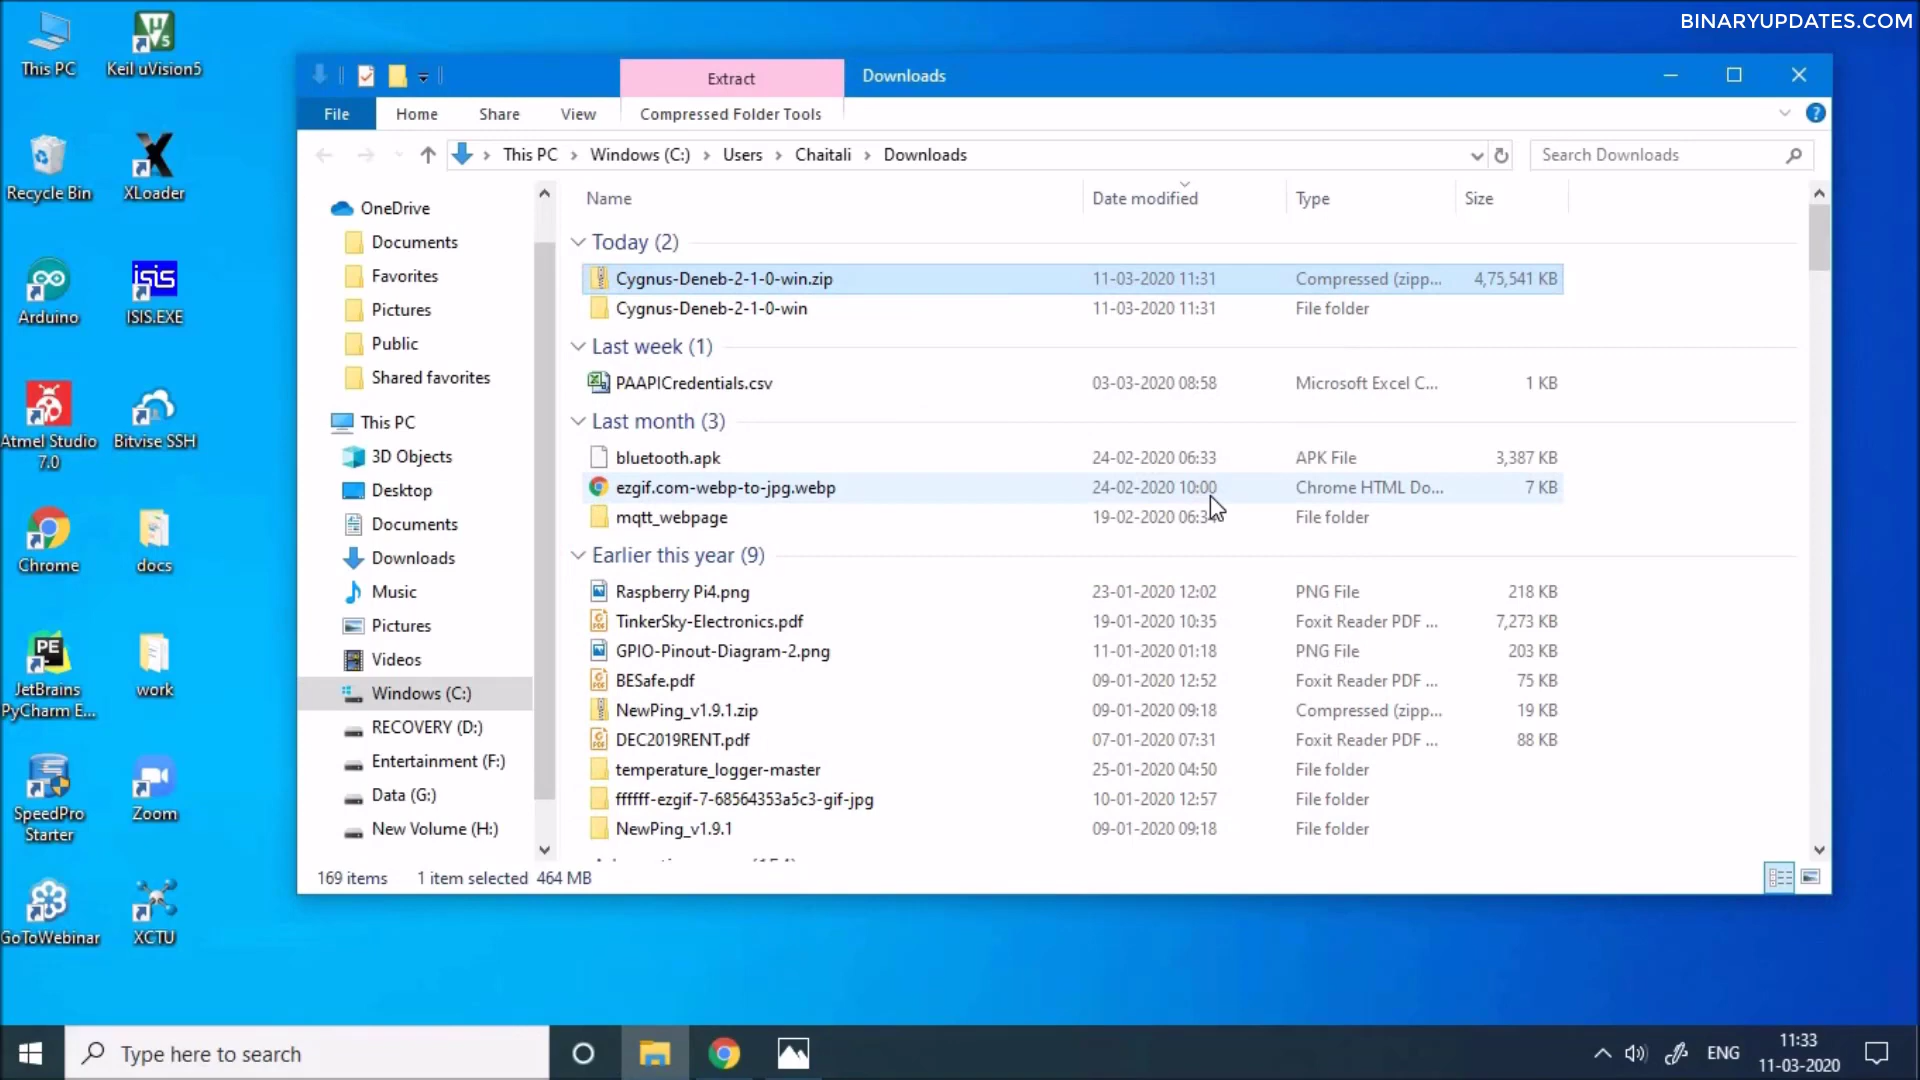 BINARYUPDATES.COM
This PC
Keil uVision5
Recycle Bin
XLoader
Arduino
ISIS.EXE
Atmel Studio
7.0
Bitvise SSH
Chrome
docs
JetBrains
PyCharm E...
work
SpeedPro
Starter
Zoom
GoToWebinar
XCTU
Extract
Downloads
File
Home
Share
View
Compressed Folder Tools
This PC
Windows (C:)
Users
Chaitali
Downloads
Search Downloads
OneDrive
Documents
Favorites
Pictures
Public
Shared favorites
This PC
3D Objects
Desktop
Documents
Downloads
Music
Pictures
Videos
Windows (C:)
RECOVERY (D:)
Entertainment (F:)
Data (G:)
New Volume (H:)
Name Date modified Type Size
Today (2)
Cygnus-Deneb-2-1-0-win.zip 11-03-2020 11:31 Compressed (zipp... 4,75,541 KB
Cygnus-Deneb-2-1-0-win 11-03-2020 11:31 File folder
Last week (1)
PAAPICredentials.csv 03-03-2020 08:58 Microsoft Excel C... 1 KB
Last month (3)
bluetooth.apk 24-02-2020 06:33 APK File 3,387 KB
ezgif.com-webp-to-jpg.webp 24-02-2020 10:00 Chrome HTML Do... 7 KB
mqtt_webpage 19-02-2020 File folder
Earlier this year (9)
Raspberry Pi4.png 23-01-2020 12:02 PNG File 218 KB
TinkerSky-Electronics.pdf 19-01-2020 10:35 Foxit Reader PDF ... 7,273 KB
GPIO-Pinout-Diagram-2.png 11-01-2020 01:18 PNG File 203 KB
BESafe.pdf 09-01-2020 12:52 Foxit Reader PDF ... 75 KB
NewPing_v1.9.1.zip 09-01-2020 09:18 Compressed (zipp... 19 KB
DEC2019RENT.pdf 07-01-2020 07:31 Foxit Reader PDF ... 88 KB
temperature_logger-master 25-01-2020 04:50 File folder
ffffff-ezgif-7-68564353a5c3-gif-jpg 10-01-2020 12:57 File folder
NewPing_v1.9.1 09-01-2020 09:18 File folder
169 items 1 item selected 464 MB
Type here to search
ENG
11:33
11-03-2020